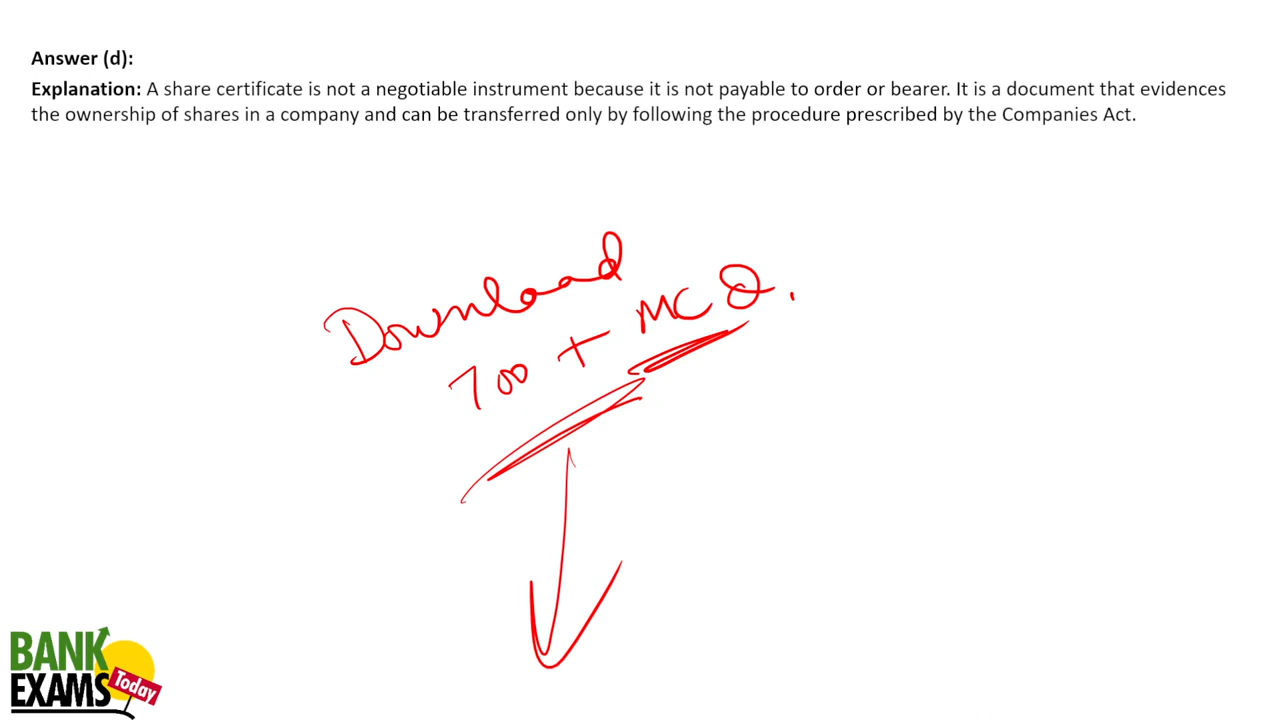 Answer (d):
Explanation: A share certificate is not a negotiable instrument because it is not payable to order or bearer. It is a document that evidences
the ownership of shares in a company and can be transferred only by following the procedure prescribed by the Companies Act.
Download
700 + MCQ.
BANK
EXAMS
Today